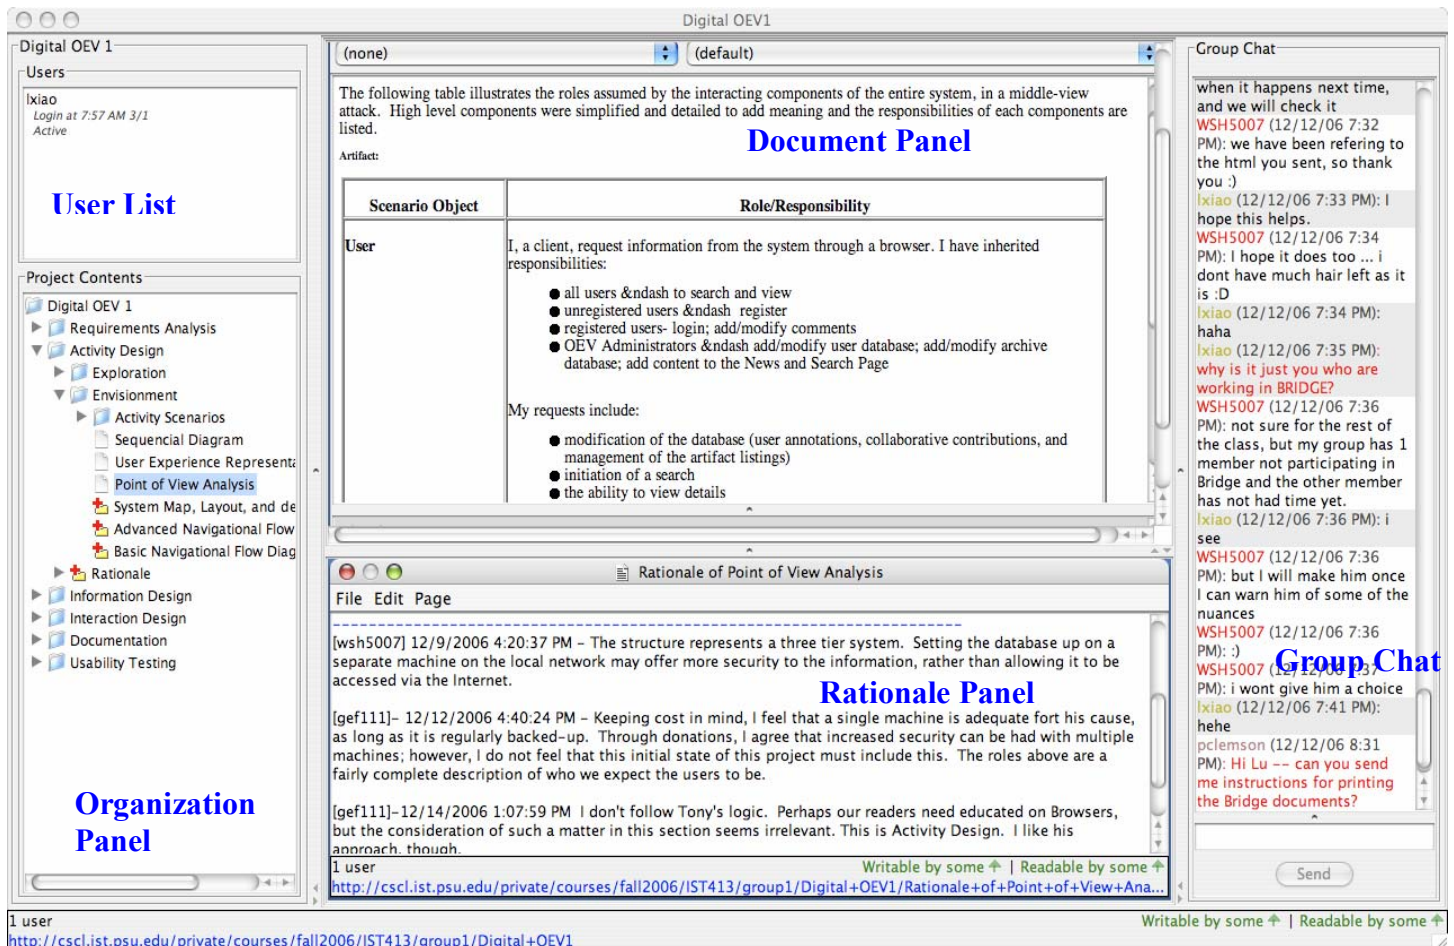 Digital OEV1
Digital OEV 1
Users
lxiao
Login at 7:57 AM 3/1
Active
User List
Project Contents
Digital OEV 1
Requirements Analysis
Activity Design
Exploration
Envisionment
Activity Scenarios
Sequencial Diagram
User Experience Representa
Point of View Analysis
System Map, Layout, and de
Advanced Navigational Flow
Basic Navigational Flow Diag
Rationale
Information Design
Interaction Design
Documentation
Usability Testing
Organization
Panel
(none)
(default)
The following table illustrates the roles assumed by the interacting components of the entire system, in a middle-view
attack. High level components were simplified and detailed to add meaning and the responsibilities of each components are
listed.
Document Panel
Artifact:
Scenario Object
Role/Responsibility
User
I, a client, request information from the system through a browser. I have inherited
responsibilities:
● all users &ndash to search and view
● unregistered users &ndash register
● registered users- login; add/modify comments
● OEV Administrators &ndash add/modify user database; add/modify archive
database; add content to the News and Search Page
My requests include:
● modification of the database (user annotations, collaborative contributions, and
management of the artifact listings)
● initiation of a search
● the ability to view details
Rationale of Point of View Analysis
File Edit Page
[wsh5007] 12/9/2006 4:20:37 PM – The structure represents a three tier system. Setting the database up on a
separate machine on the local network may offer more security to the information, rather than allowing it to be
accessed via the Internet.
Rationale Panel
[gef111]– 12/12/2006 4:40:24 PM – Keeping cost in mind, I feel that a single machine is adequate fort his cause,
as long as it is regularly backed–up. Through donations, I agree that increased security can be had with multiple
machines; however, I do not feel that this initial state of this project must include this. The roles above are a
fairly complete description of who we expect the users to be.
[gef111]–12/14/2006 1:07:59 PM I don't follow Tony's logic. Perhaps our readers need educated on Browsers,
but the consideration of such a matter in this section seems irrelevant. This is Activity Design. I like his
approach, though.
1 user
Writable by some | Readable by some
http://cscl.ist.psu.edu/private/courses/fall2006/IST413/group1/Digital+OEV1/Rationale+of+Point+of+View+Ana...
Group Chat
when it happens next time,
and we will check it
WSH5007 (12/12/06 7:32
PM): we have been refering to
the html you sent, so thank
you :)
lxiao (12/12/06 7:33 PM): I
hope this helps.
WSH5007 (12/12/06 7:34
PM): I hope it does too ... i
dont have much hair left as it
is :D
lxiao (12/12/06 7:34 PM):
haha
lxiao (12/12/06 7:35 PM):
why is it just you who are
working in BRIDGE?
WSH5007 (12/12/06 7:36
PM): not sure for the rest of
the class, but my group has 1
member not participating in
Bridge and the other member
has not had time yet.
lxiao (12/12/06 7:36 PM): i
see
WSH5007 (12/12/06 7:36
PM): but I will make him once
I can warn him of some of the
nuances
WSH5007 (12/12/06 7:36
PM): :)
WSH5007 (12/12/06 7:37
Group Chat
PM): i wont give him a choice
lxiao (12/12/06 7:41 PM):
hehe
pclemson (12/12/06 8:31
PM): Hi Lu -- can you send
me instructions for printing
the Bridge documents?
Send
1 user
Writable by some | Readable by some
http://cscl.ist.psu.edu/private/courses/fall2006/IST413/group1/Digital+OEV1